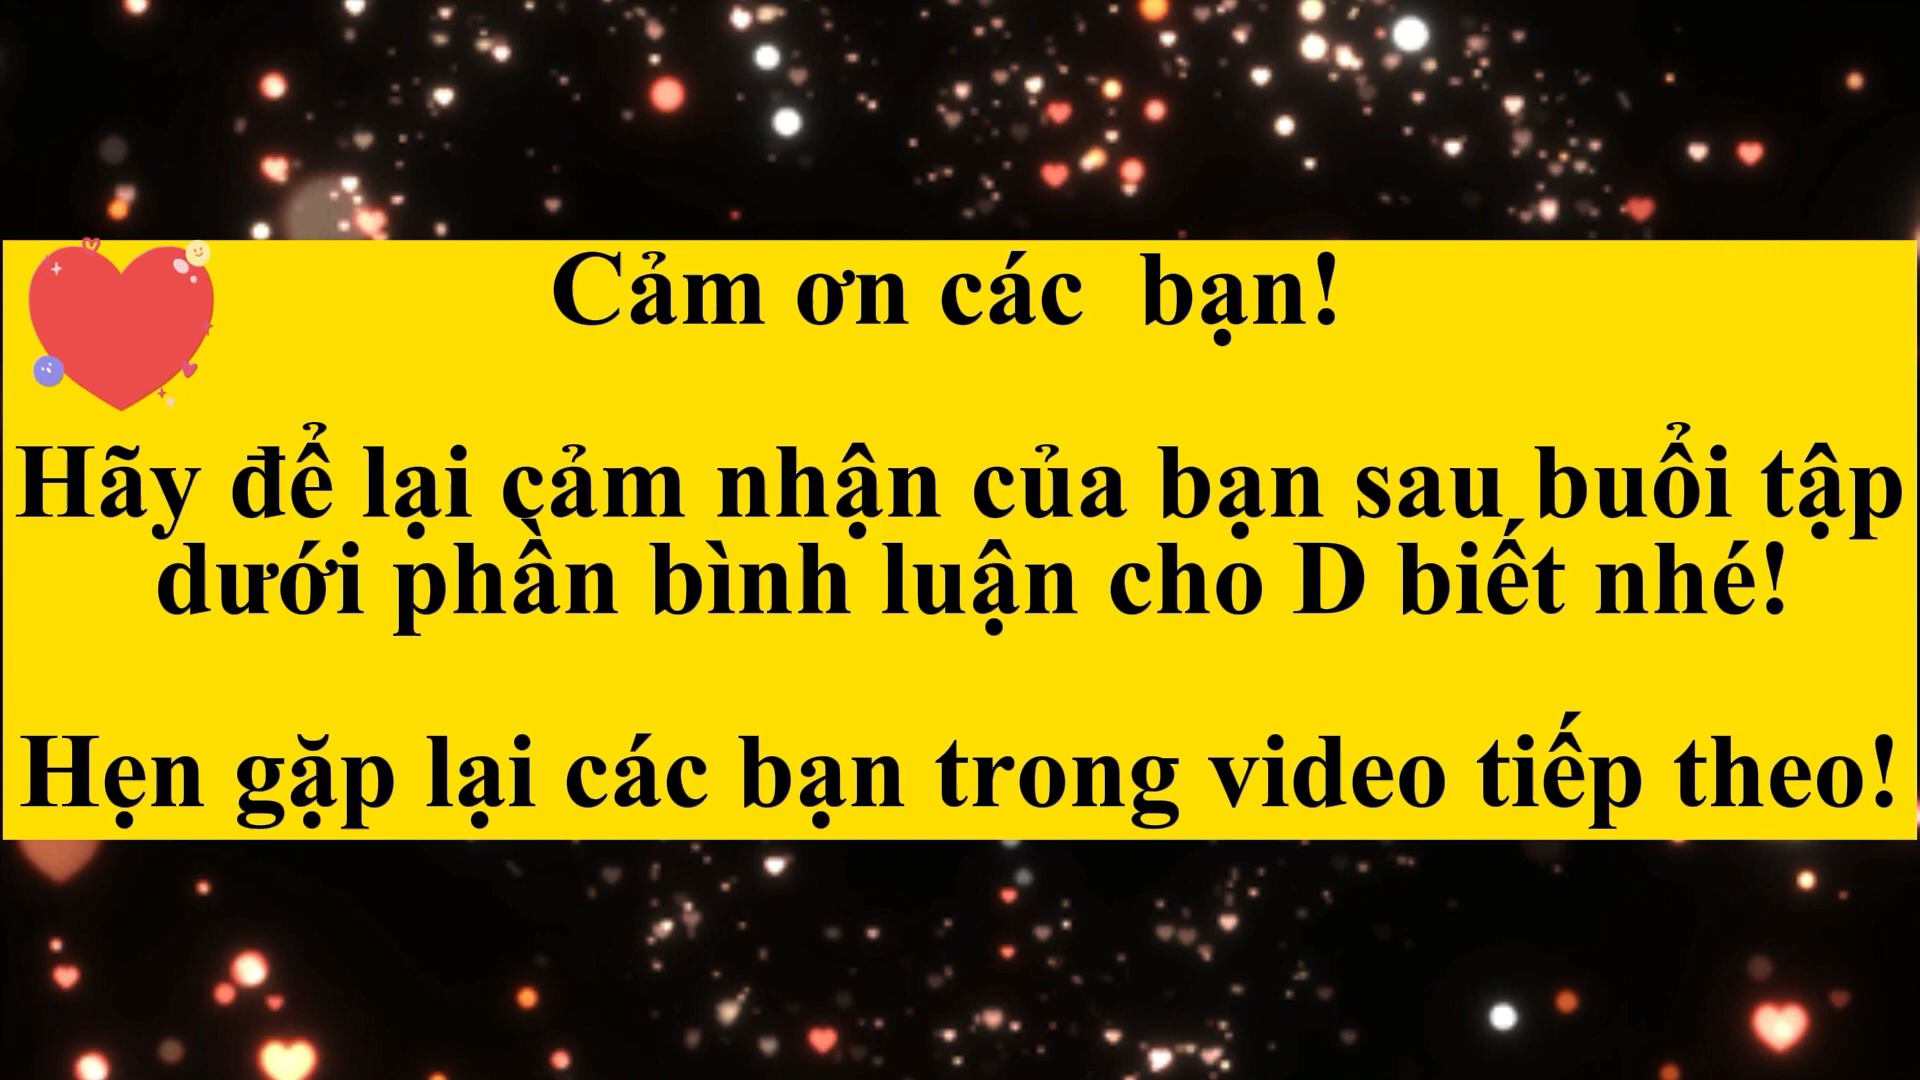 Cảm ơn các  bạn!
Hãy để lại cảm nhận của bạn sau buổi tập
dưới phần bình luận cho D biết nhé!
Hẹn gặp lại các bạn trong video tiếp theo!